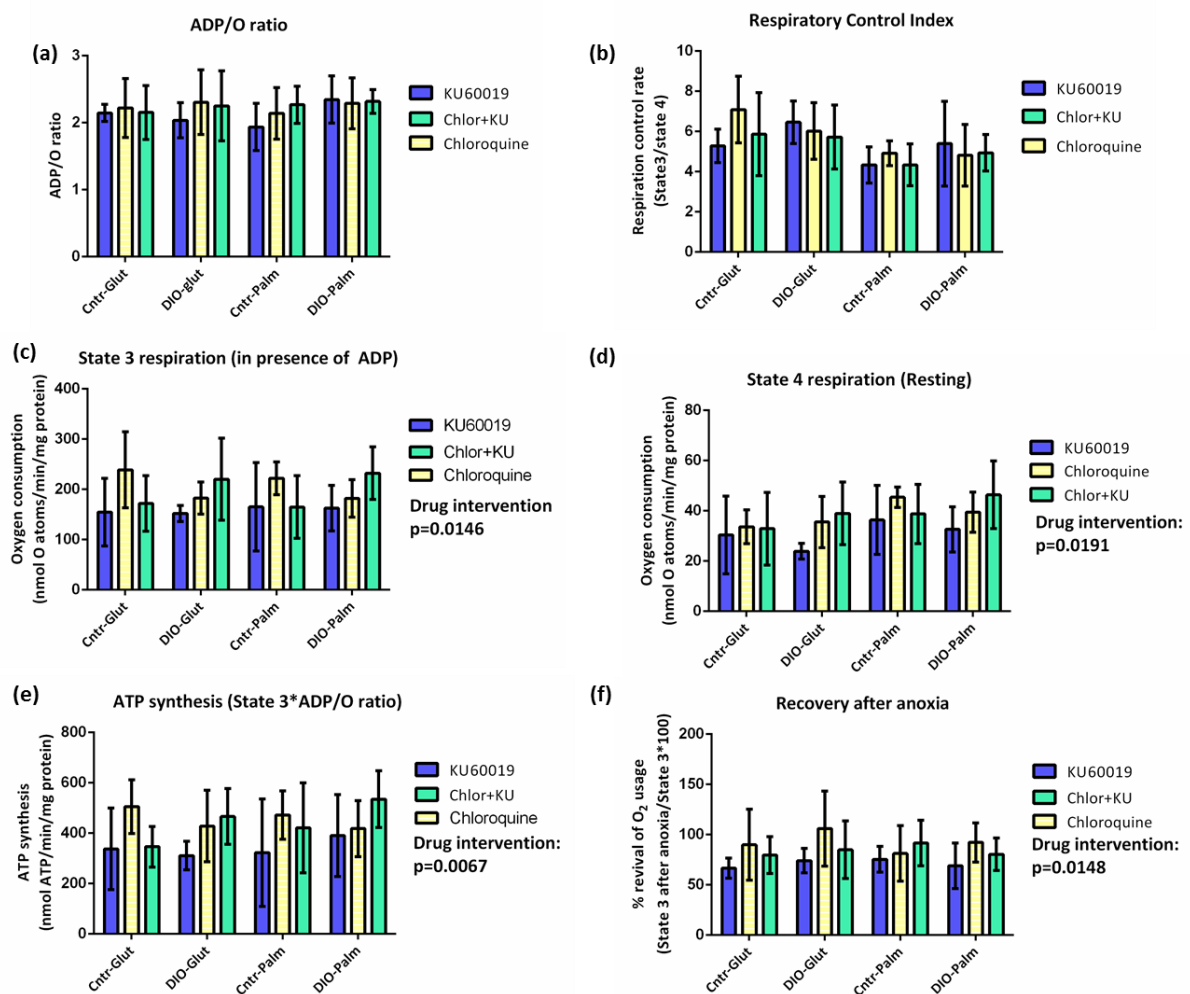 (a)
ADP/O ratio
ADP/O ratio
3
2
1
0
Cntr-Glut
DIO-glut
Cntr-Palm
DIO-Palm
KU60019
Chlor+KU
Chloroquine
(b)
Respiratory Control Index
Respiration control rate
(State3/state 4)
10
8
6
4
2
0
Cntr-Glut
DIO-Glut
Cntr-Palm
DIO-Palm
KU60019
Chlor+KU
Chloroquine
(c)
State 3 respiration (in presence of ADP)
Oxygen consumption
(nmol O atoms/min/mg protein)
400
300
200
100
0
Cntr-Glut
DIO-Glut
Cntr-Palm
DIO-Palm
KU60019
Chlor+KU
Chloroquine
Drug intervention
p=0.0146
(d)
State 4 respiration (Resting)
Oxygen consumption
(nmol O atoms/min/mg protein)
80
60
40
20
0
Cntr-Glut
DIO-Glut
Cntr-Palm
DIO-Palm
KU60019
Chloroquine
Chlor+KU
Drug intervention:
p=0.0191
(e)
ATP synthesis (State 3*ADP/O ratio)
ATP synthesis
(nmol ATP/min/mg protein)
800
600
400
200
0
Cntr-Glut
DIO-Glut
Cntr-Palm
DIO-Palm
KU60019
Chlor+KU
Chloroquine
Drug intervention:
p=0.0067
(f)
Recovery after anoxia
% revival of O₂ usage
(State 3 after anoxia/State 3*100)
200
150
100
50
0
Cntr-Glut
DIO-Glut
Cntr-Palm
DIO-Palm
KU60019
Chlor+KU
Chloroquine
Drug intervention:
p=0.0148